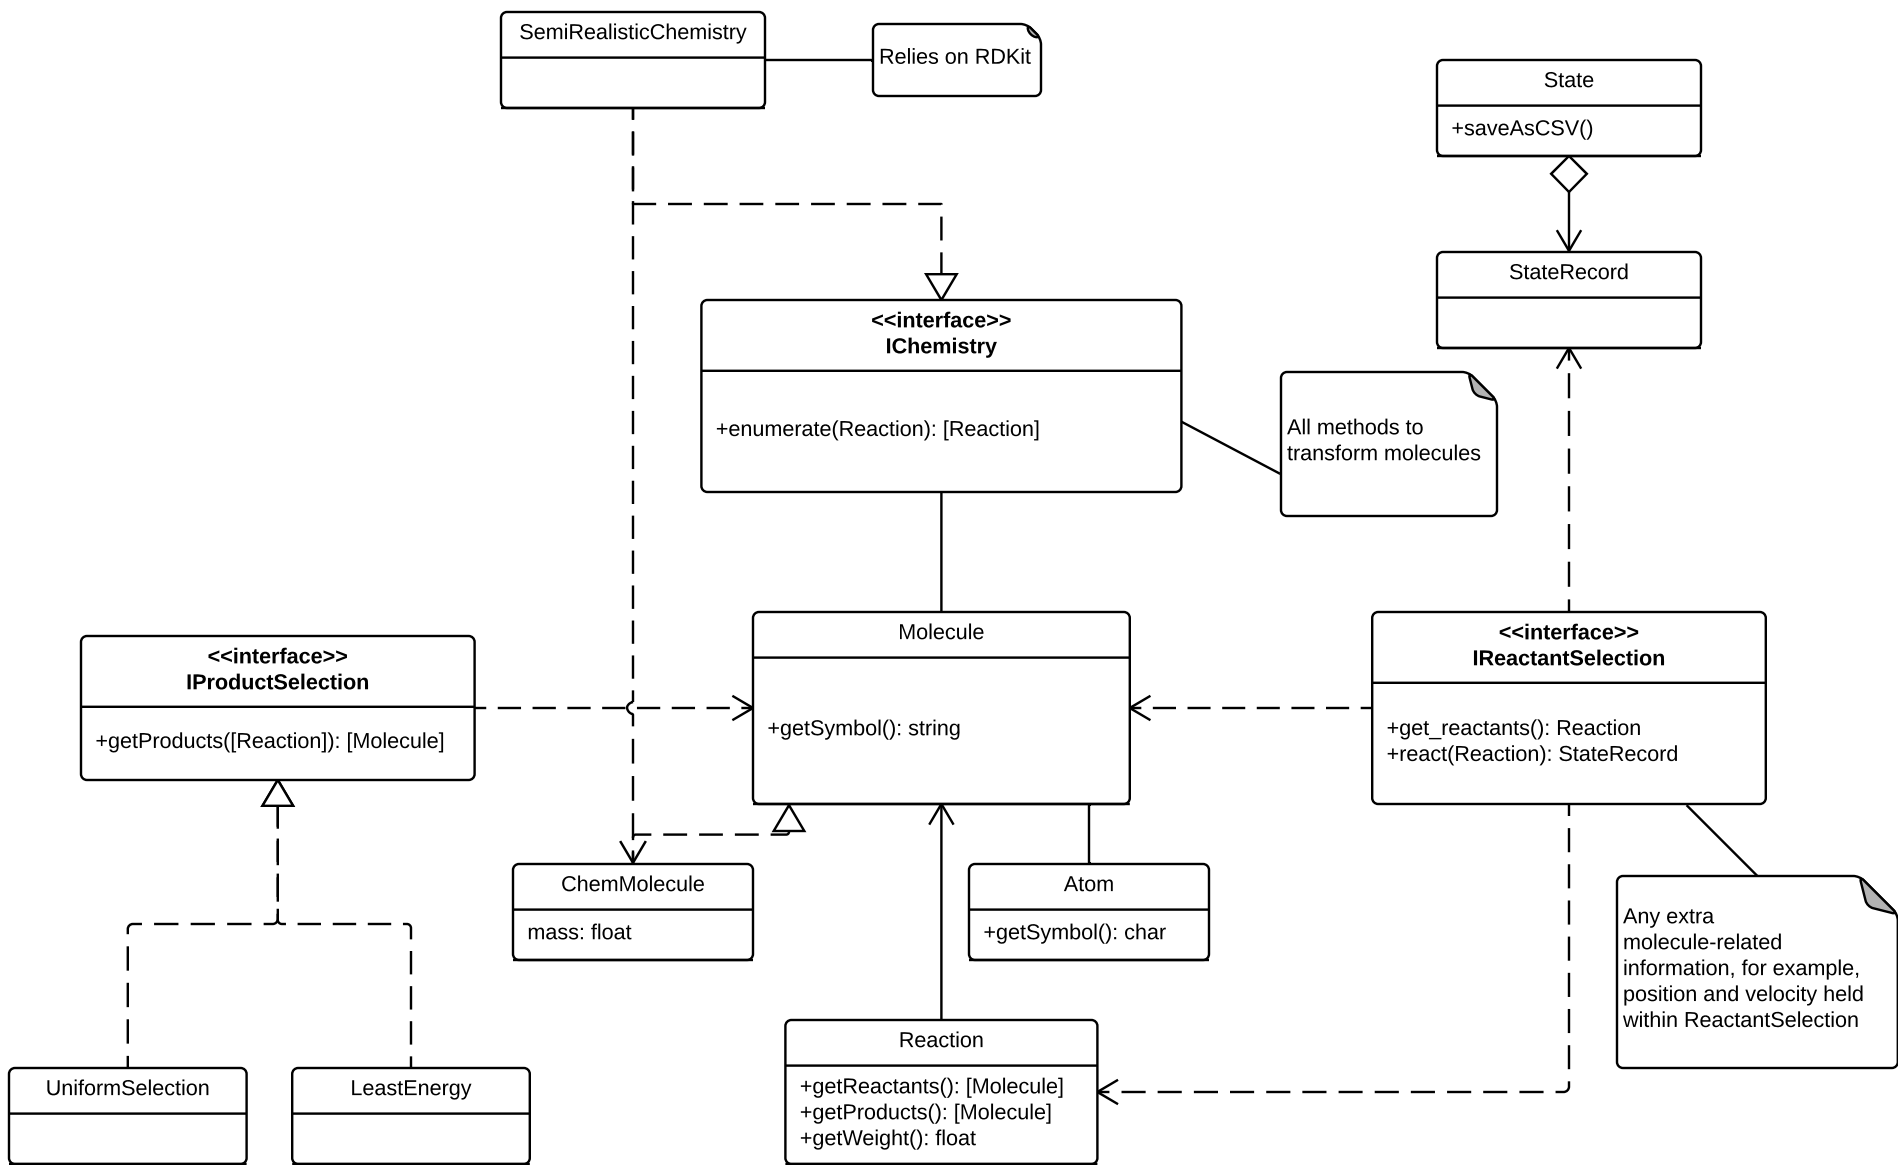 SemiRealisticChemistry
Relies on RDKit
State
+saveAsCSV()
StateRecord
<<interface>>
IChemistry
+enumerate(Reaction): [Reaction]
All methods to
transform molecules
<<interface>>
IProductSelection
+getProducts([Reaction]): [Molecule]
Molecule
+getSymbol(): string
<<interface>>
IReactantSelection
+get_reactants(): Reaction
+react(Reaction): StateRecord
ChemMolecule
mass: float
Atom
+getSymbol(): char
Any extra
molecule-related
information, for example,
position and velocity held
within ReactantSelection
UniformSelection
LeastEnergy
Reaction
+getReactants(): [Molecule]
+getProducts(): [Molecule]
+getWeight(): float